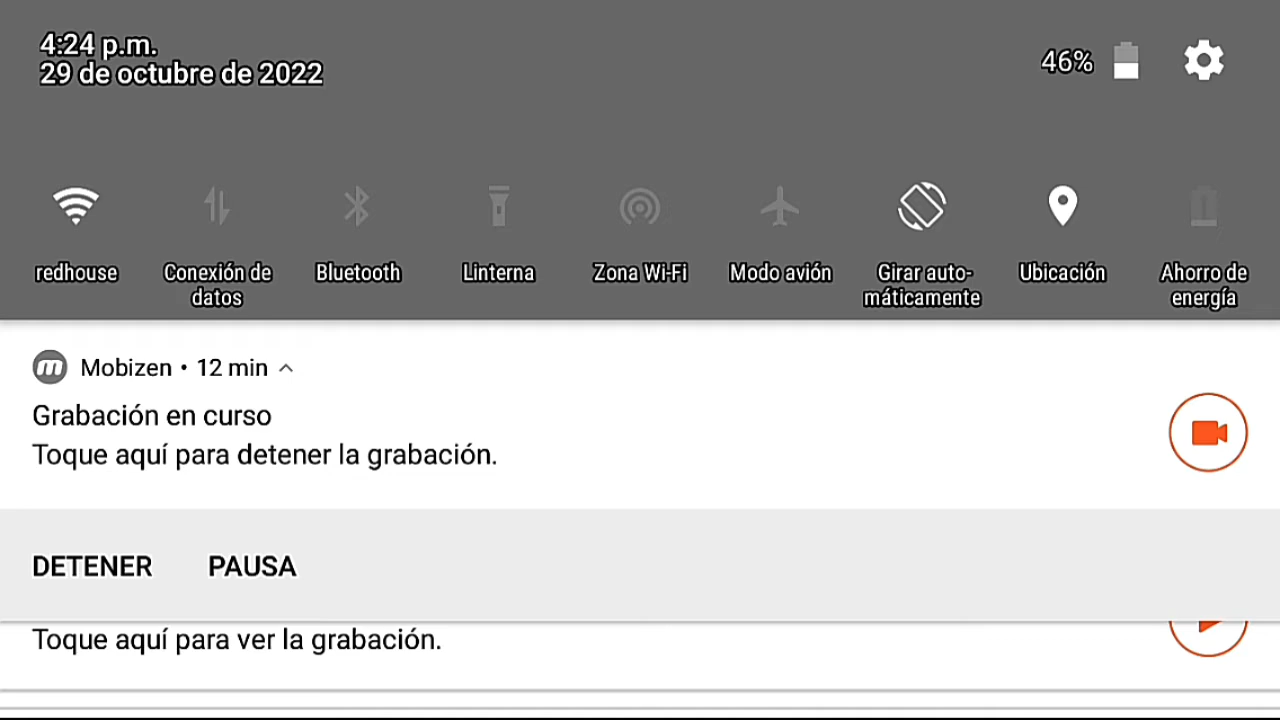 4:24 p.m.
29 de octubre de 2022
46%
redhouse
Conexión de
datos
Bluetooth
Linterna
Zona Wi-Fi
Modo avión
Girar auto-
máticamente
Ubicación
Ahorro de
energía
m Mobizen • 12 min
Grabación en curso
Toque aquí para detener la grabación.
DETENER PAUSA
Toque aquí para ver la grabación.